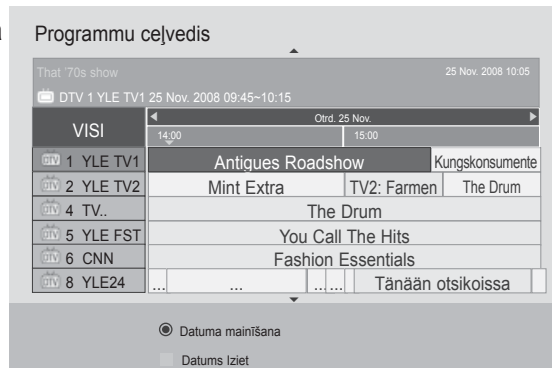 Programmu ceļvedis
That '70s show 25 Nov. 2008 10:05
DTV 1 YLE TV1 25 Nov. 2008 09:45~10:15
VISI Otrd. 25 Nov.
14:00 15:00
DTV 1 YLE TV1 Antiques Roadshow Kungskonsumente
DTV 2 YLE TV2 Mint Extra TV2: Farmen The Drum
DTV 4 TV.. The Drum
DTV 5 YLE FST You Call The Hits
DTV 6 CNN Fashion Essentials
DTV 8 YLE24 ... ... ... ... Tänään otsikoissa
Datuma mainīšana
Datums Iziet